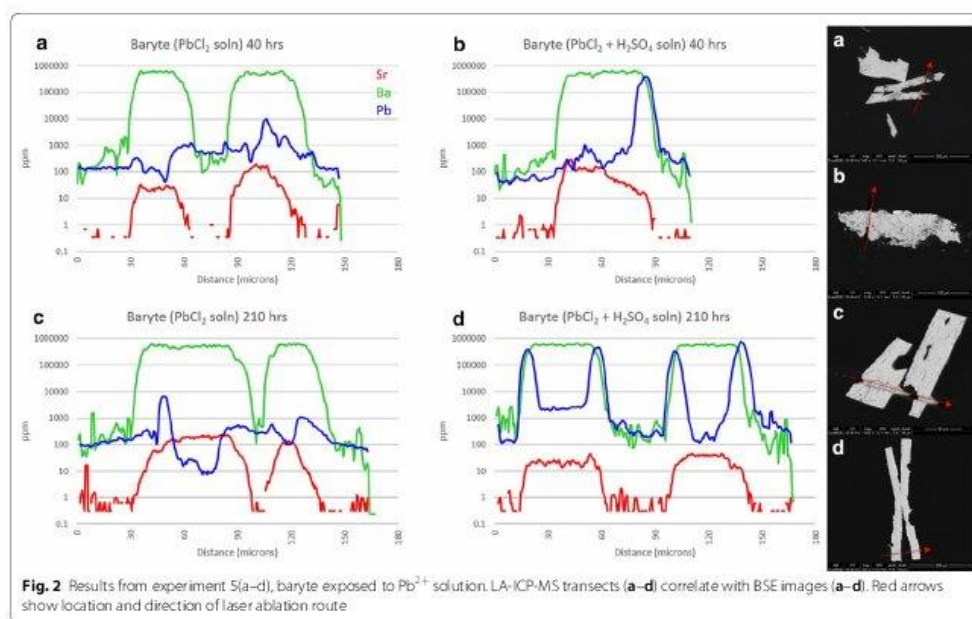 a
Baryte (PbCl2 soln) 40 hrs
1000000
100000
10000
1000
100
10
1
0.1
ppm
Sr
Ba
Pb
0 30 60 90 120 150 180
Distance (microns)
b
Baryte (PbCl2 + H2SO4 soln) 40 hrs
1000000
100000
10000
1000
100
10
1
0.1
ppm
0 30 60 90 120 150 180
Distance (microns)
c
Baryte (PbCl2 soln) 210 hrs
1000000
100000
10000
1000
100
10
1
0.1
ppm
0 30 60 90 120 150 180
Distance (microns)
d
Baryte (PbCl2 + H2SO4 soln) 210 hrs
1000000
100000
10000
1000
100
10
1
0.1
ppm
0 30 60 90 120 150 180
Distance (microns)
a
b
c
d
Fig. 2 Results from experiment 5(a–d), baryte exposed to Pb2+ solution. LA-ICP-MS transects (a–d) correlate with BSE images (a–d). Red arrows
show location and direction of laser ablation route